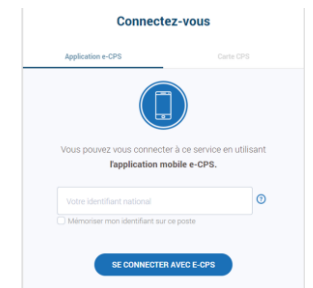 Connectez-vous
Application e-CPS
Carte CPS
Vous pouvez vous connecter à ce service en utilisant
l'application mobile e-CPS.
Votre identifiant national
?
Mémoriser mon identifiant sur ce poste
SE CONNECTER AVEC E-CPS